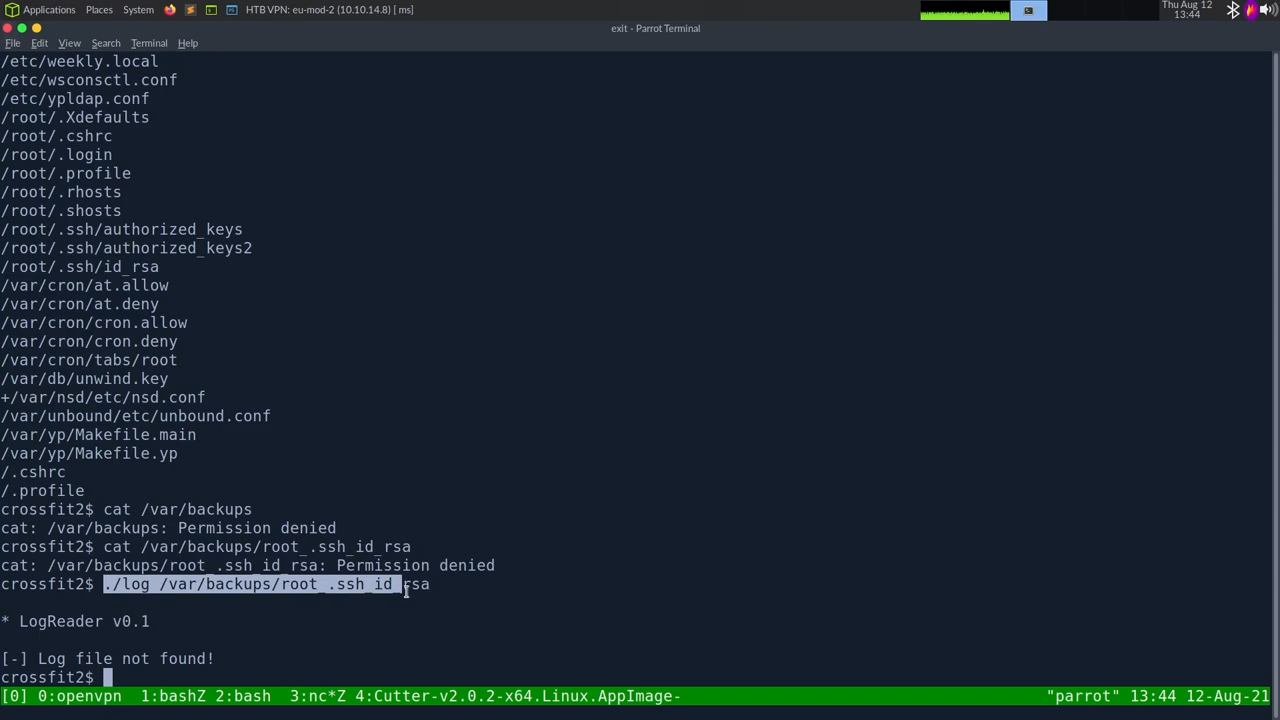 Applications Places System HTB VPN: eu-mod-2 (10.10.14.8) [ ms]
Thu Aug 12
13:44
exit - Parrot Terminal
File Edit View Search Terminal Help
/etc/weekly.local
/etc/wsconsctl.conf
/etc/ypldap.conf
/root/.Xdefaults
/root/.cshrc
/root/.login
/root/.profile
/root/.rhosts
/root/.shosts
/root/.ssh/authorized_keys
/root/.ssh/authorized_keys2
/root/.ssh/id_rsa
/var/cron/at.allow
/var/cron/at.deny
/var/cron/cron.allow
/var/cron/cron.deny
/var/cron/tabs/root
/var/db/unwind.key
+/var/nsd/etc/nsd.conf
/var/unbound/etc/unbound.conf
/var/yp/Makefile.main
/var/yp/Makefile.yp
/.cshrc
/.profile
crossfit2$ cat /var/backups
cat: /var/backups: Permission denied
crossfit2$ cat /var/backups/root_.ssh_id_rsa
cat: /var/backups/root_.ssh_id_rsa: Permission denied
crossfit2$ ./log /var/backups/root_.ssh_id_rsa
* LogReader v0.1
[-] Log file not found!
crossfit2$
[0] 0:openvpn 1:bashZ 2:bash 3:nc*Z 4:Cutter-v2.0.2-x64.Linux.AppImage- "parrot" 13:44 12-Aug-21